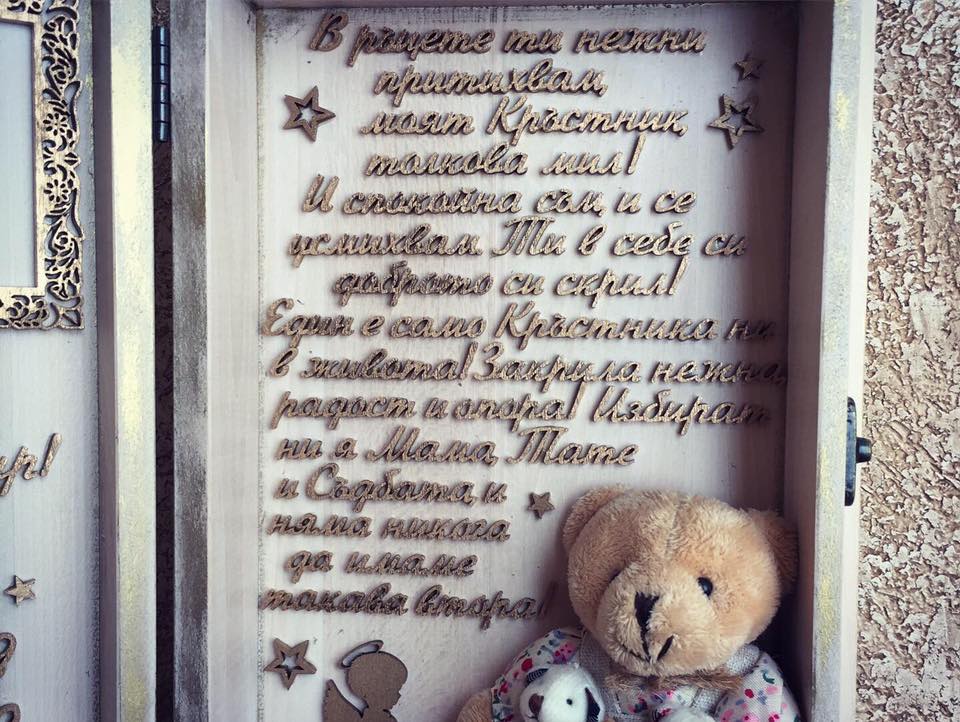 В ръцете ти нежни
притихвам,
моят Кръстник,
толкова мил!
И спокойна съм, и се
усмихвам. Ти в себе си
доброто си скрил!
Един е само Кръстника ни
в живота! Закрила нежна,
радост и опора! Избират
ни я Мама, Тате
и Съдбата, и
няма никога
да имаме
такава втора!